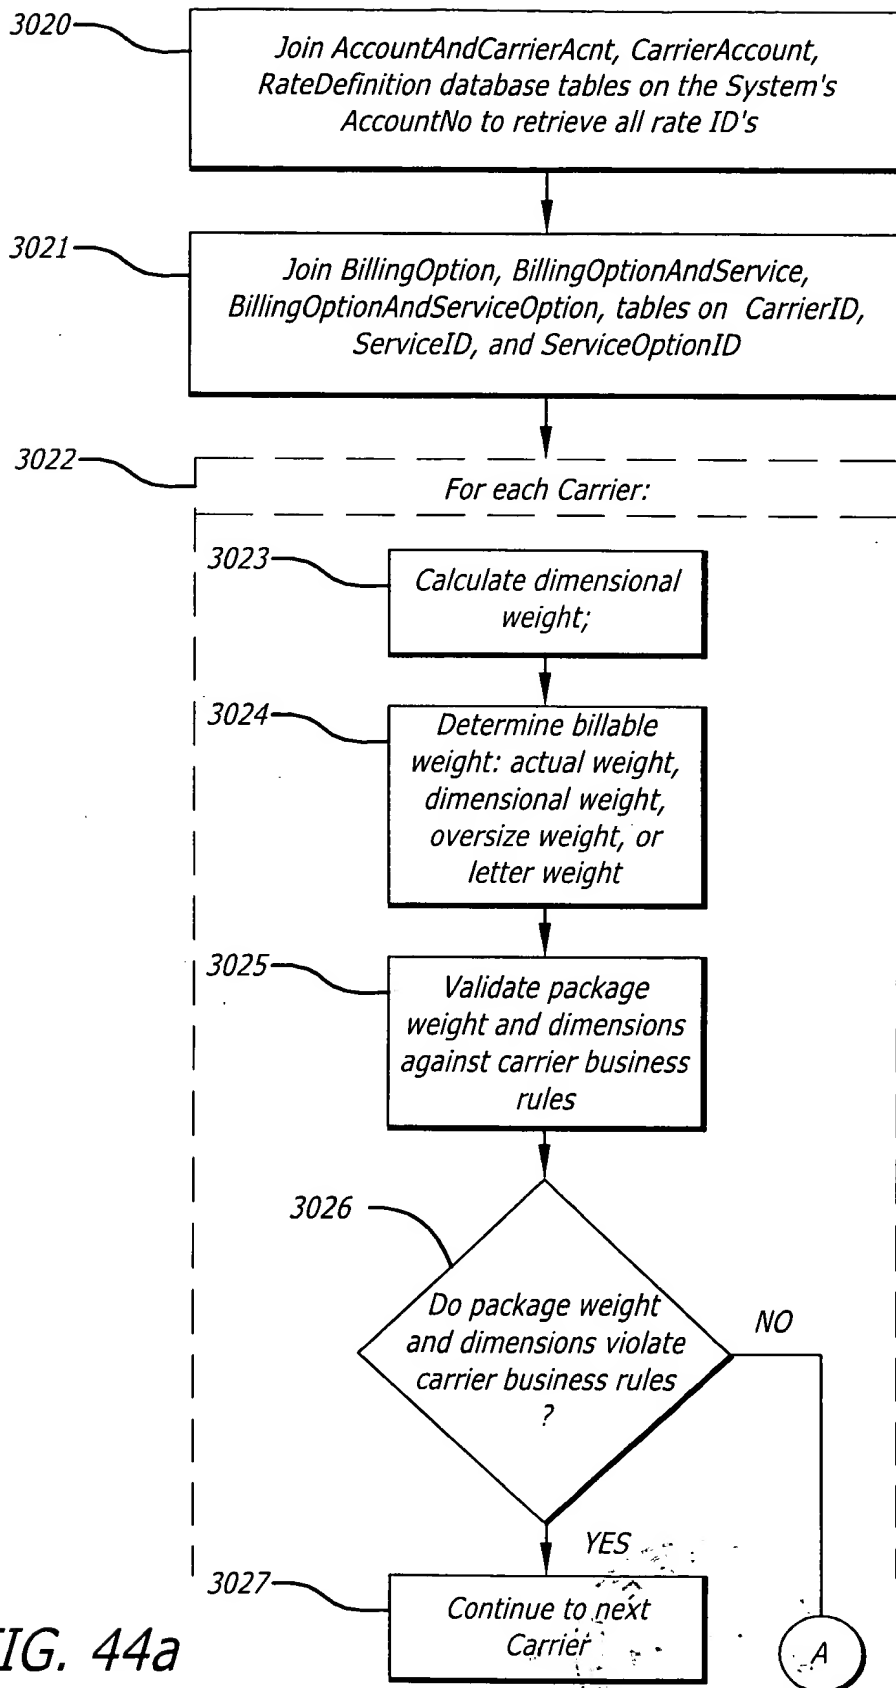 3020
Join AccountAndCarrierAcnt, CarrierAccount,
RateDefinition database tables on the System's
AccountNo to retrieve all rate ID's
3021
Join BillingOption, BillingOptionAndService,
BillingOptionAndServiceOption, tables on CarrierID,
ServiceID, and ServiceOptionID
3022
For each Carrier:
3023
Calculate dimensional
weight;
3024
Determine billable
weight: actual weight,
dimensional weight,
oversize weight, or
letter weight
3025
Validate package
weight and dimensions
against carrier business
rules
3026
Do package weight
and dimensions violate
carrier business rules
?
NO
YES
3027
Continue to next
Carrier
A
IG. 44a